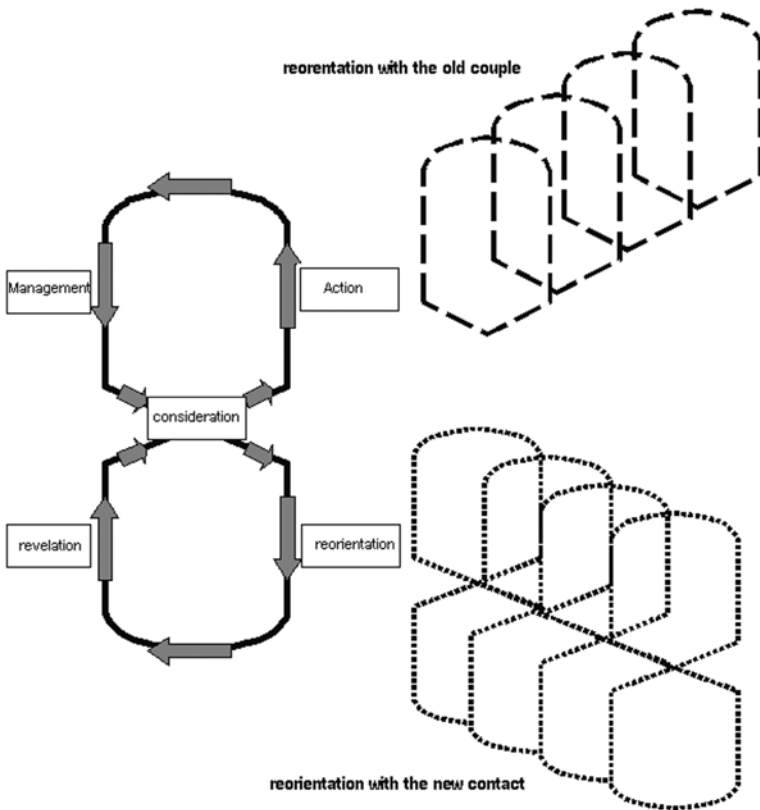 reorentation with the old couple
Management
Action
consideration
revelation
reorientation
reorientation with the new contact